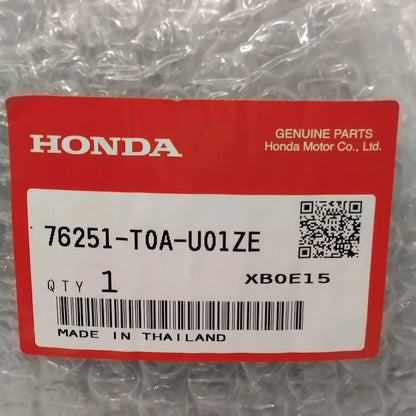 HONDA
GENUINE PARTS
Honda Motor Co., Ltd.
76251-T0A-U01ZE
QTY 1
XB0E15
MADE IN THAILAND